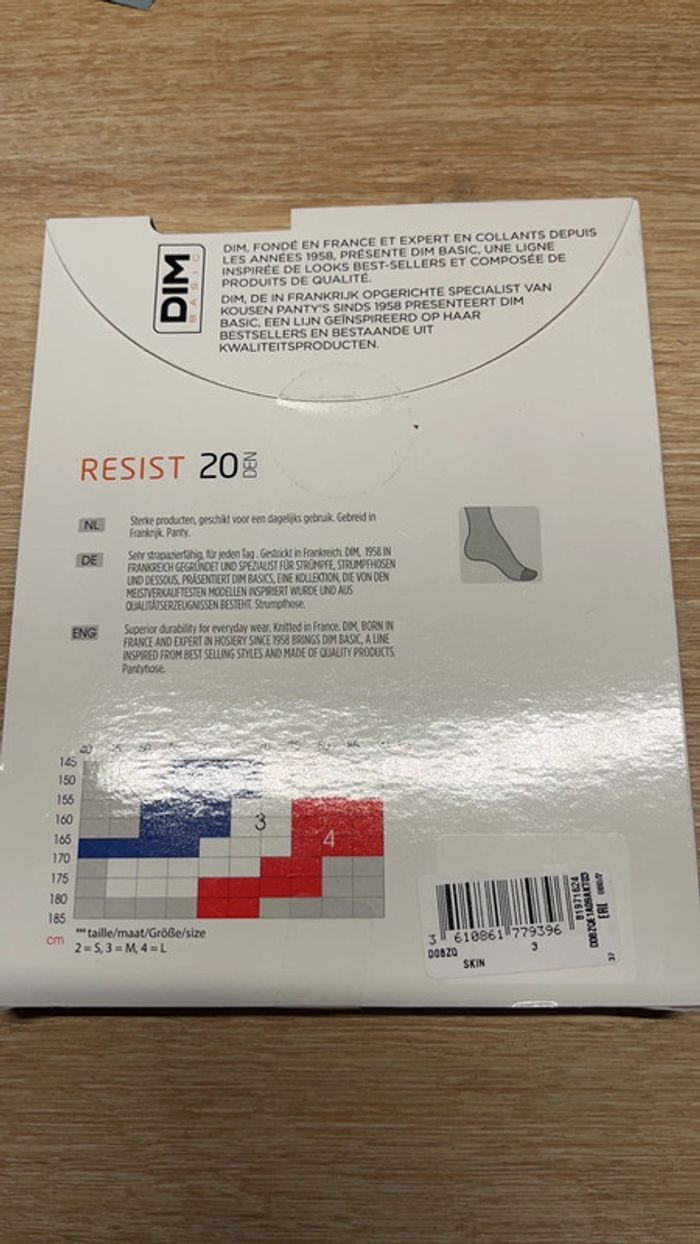 DIM
BASIC
DIM, FONDÉ EN FRANCE ET EXPERT EN COLLANTS DEPUIS
LES ANNÉES 1958, PRÉSENTE DIM BASIC, UNE LIGNE
INSPIRÉE DE LOOKS BEST-SELLERS ET COMPOSÉE DE
PRODUITS DE QUALITÉ.
DIM, DE IN FRANKRIJK OPGERICHTE SPECIALIST VAN
KOUSEN PANTY'S SINDS 1958 PRESENTEERT DIM
BASIC, EEN LIJN GEÏNSPIREERD OP HAAR
BESTSELLERS EN BESTAANDE UIT
KWALITEITSPRODUCTEN.
RESIST 20 DEN
NL
Sterke producten, geschikt voor een dagelijks gebruik. Gebreid in
Frankrijk. Panty.
DE
Sehr strapazierfähig, für jeden Tag. Gestrickt in Frankreich. DIM, 1958 IN
FRANKREICH GEGRÜNDET UND SPEZIALIST FÜR STRÜMPFE, STRUMPFHOSEN
UND DESSOUS, PRÄSENTIERT DIM BASICS, EINE KOLLEKTION, DIE VON DEN
MEISTVERKAUFTESTEN MODELLEN INSPIRIERT WURDE UND AUS
QUALITÄTSERZEUGNISSEN BESTEHT. Strumpfhose.
ENG
Superior durability for everyday wear. Knitted in France. DIM, BORN IN
FRANCE AND EXPERT IN HOSIERY SINCE 1958 BRINGS DIM BASIC, A LINE
INSPIRED FROM BEST SELLING STYLES AND MADE OF QUALITY PRODUCTS.
Pantyhose.
40
145
150
155
160
165
170
175
180
185
cm
3
4
***taille/maat/Größe/size
2 = S, 3 = M, 4 = L
3 610861 779396
D08ZQ
3
SKIN
81971624
37